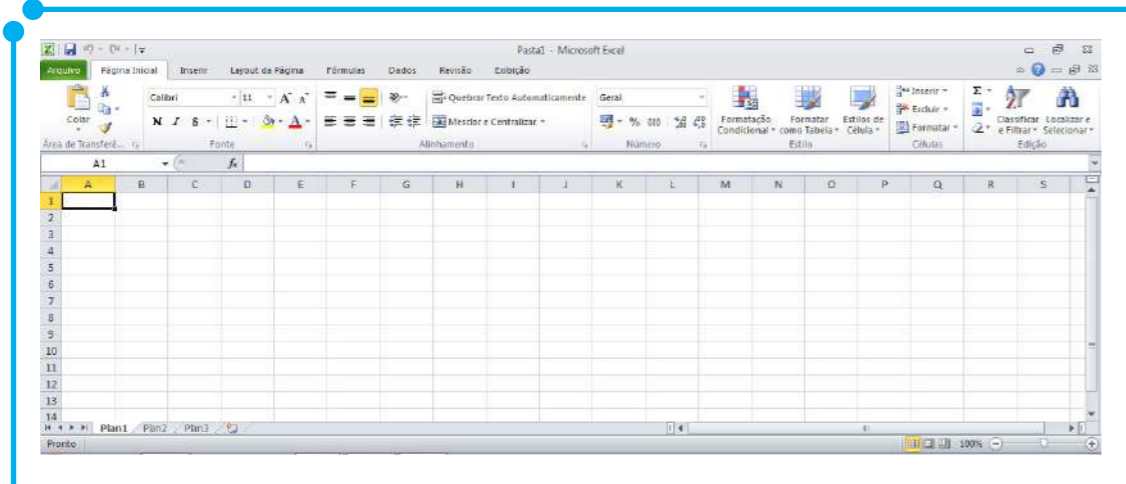 Pasta1 - Microsoft Excel
Arquivo Página Inicial Inserir Layout da Página Fórmulas Dados Revisão Exibição
Calibri 11 A A Quebrar Texto Automaticamente Geral Inserir Σ
Colar N I S A Mesclar e Centralizar % 000 Formatação Condicional Formatar como Tabela Estilos de Célula Excluir Formatar Classificar e Filtrar Localizar e Selecionar
Área de Transferê... Fonte Alinhamento Número Estilo Células Edição
A1 fx
A B C D E F G H I J K L M N O P Q R S
1
2
3
4
5
6
7
8
9
10
11
12
13
14
Plan1 Plan2 Plan3
Pronto 100%